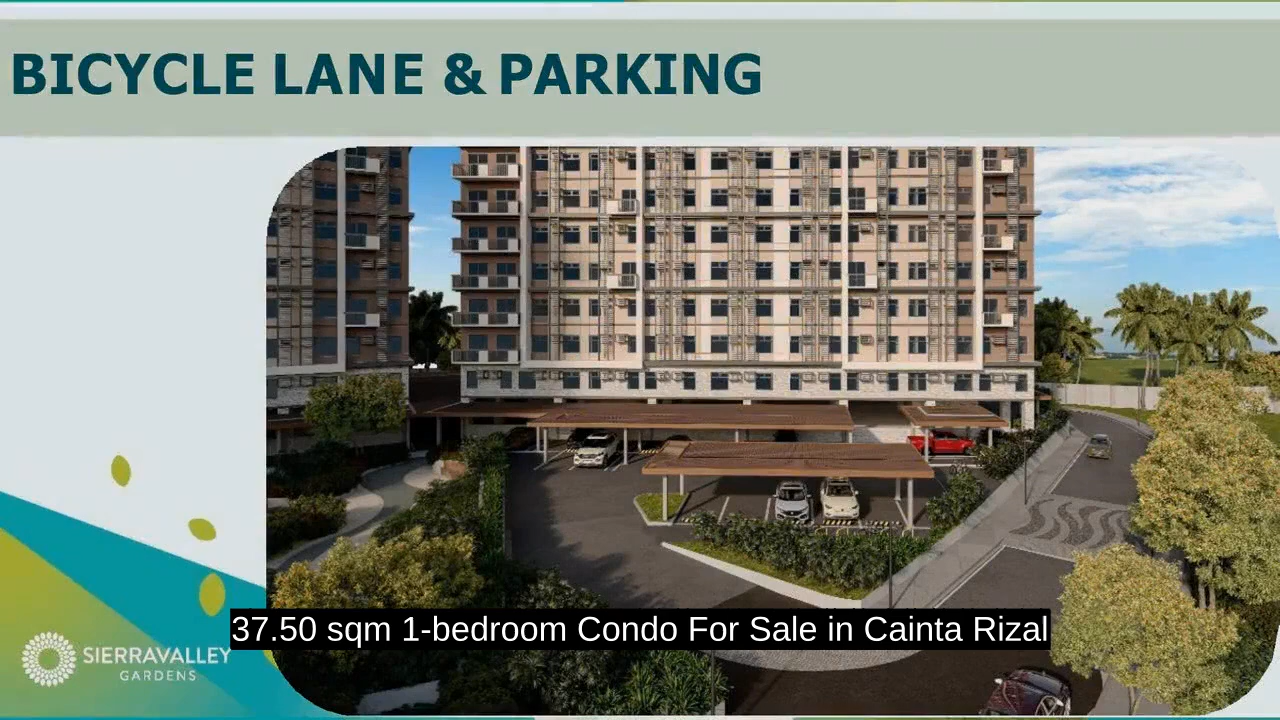 BICYCLE LANE & PARKING
37.50 sqm 1-bedroom Condo For Sale in Cainta Rizal
SIERRAVALLEY
GARDENS